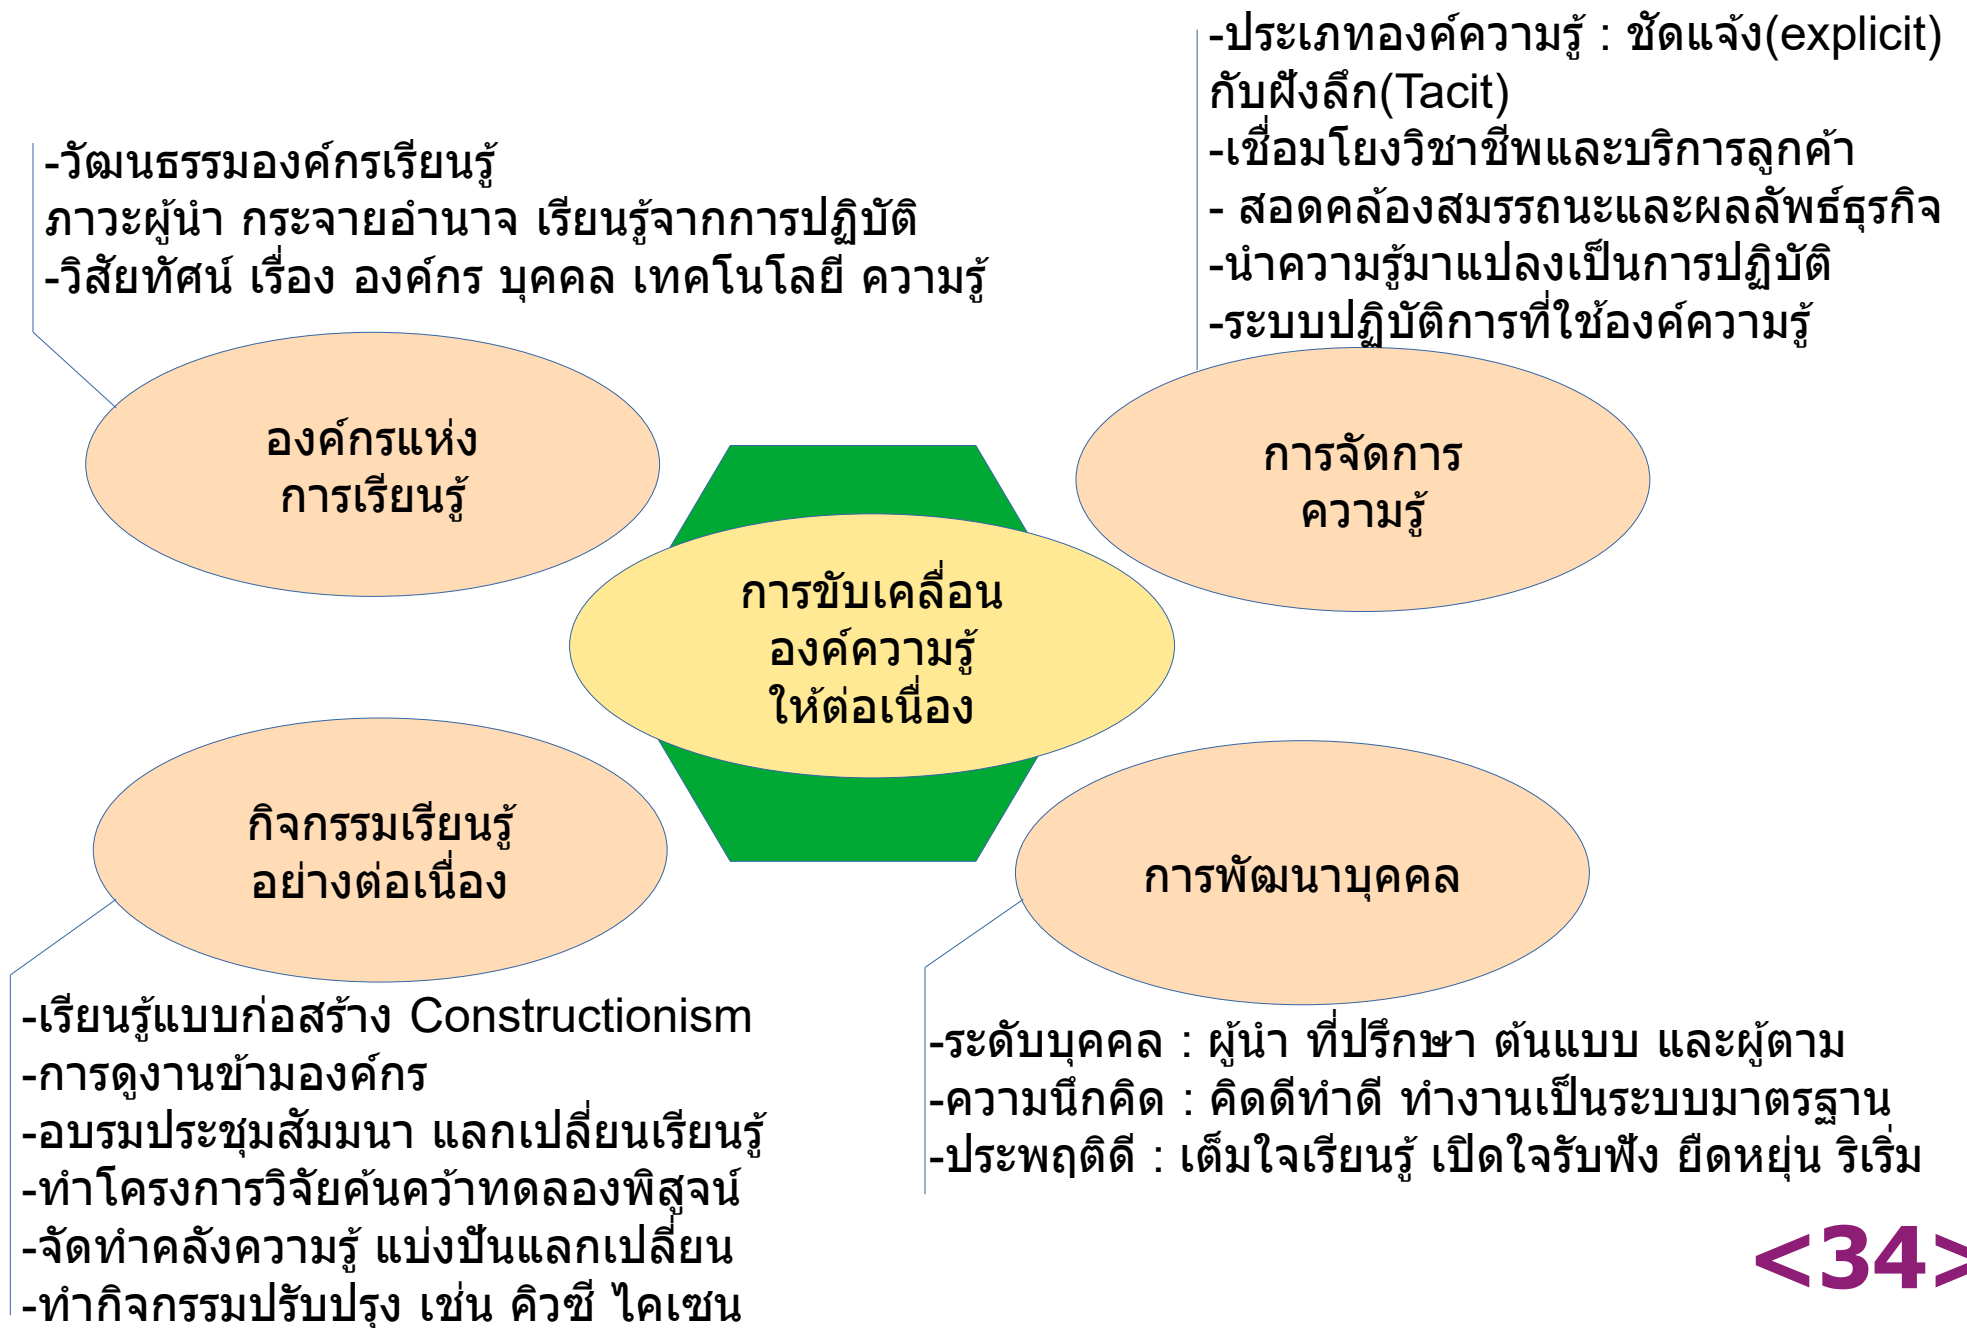 -วัฒนธรรมองค์กรเรียนรู้
ภาวะผู้นำ กระจายอำนาจ เรียนรู้จากการปฏิบัติ
-วิสัยทัศน์ เรื่อง องค์กร บุคคล เทคโนโลยี ความรู้
-ประเภทองค์ความรู้ : ชัดแจ้ง(explicit)
กับฝังลึก(Tacit)
-เชื่อมโยงวิชาชีพและบริการลูกค้า
- สอดคล้องสมรรถนะและผลลัพธ์ธุรกิจ
-นำความรู้มาแปลงเป็นการปฏิบัติ
-ระบบปฏิบัติการที่ใช้องค์ความรู้
องค์กรแห่ง
การเรียนรู้
การจัดการ
ความรู้
การขับเคลื่อน
องค์ความรู้
ให้ต่อเนื่อง
กิจกรรมเรียนรู้
อย่างต่อเนื่อง
การพัฒนาบุคคล
-เรียนรู้แบบก่อสร้าง Constructionism
-การดูงานข้ามองค์กร
-อบรมประชุมสัมมนา แลกเปลี่ยนเรียนรู้
-ทำโครงการวิจัยค้นคว้าทดลองพิสูจน์
-จัดทำคลังความรู้ แบ่งปันแลกเปลี่ยน
-ทำกิจกรรมปรับปรุง เช่น คิวซี ไคเซน
-ระดับบุคคล : ผู้นำ ที่ปรึกษา ต้นแบบ และผู้ตาม
-ความนึกคิด : คิดดีทำดี ทำงานเป็นระบบมาตรฐาน
-ประพฤติดี : เต็มใจเรียนรู้ เปิดใจรับฟัง ยืดหยุ่น ริเริ่ม
<34>